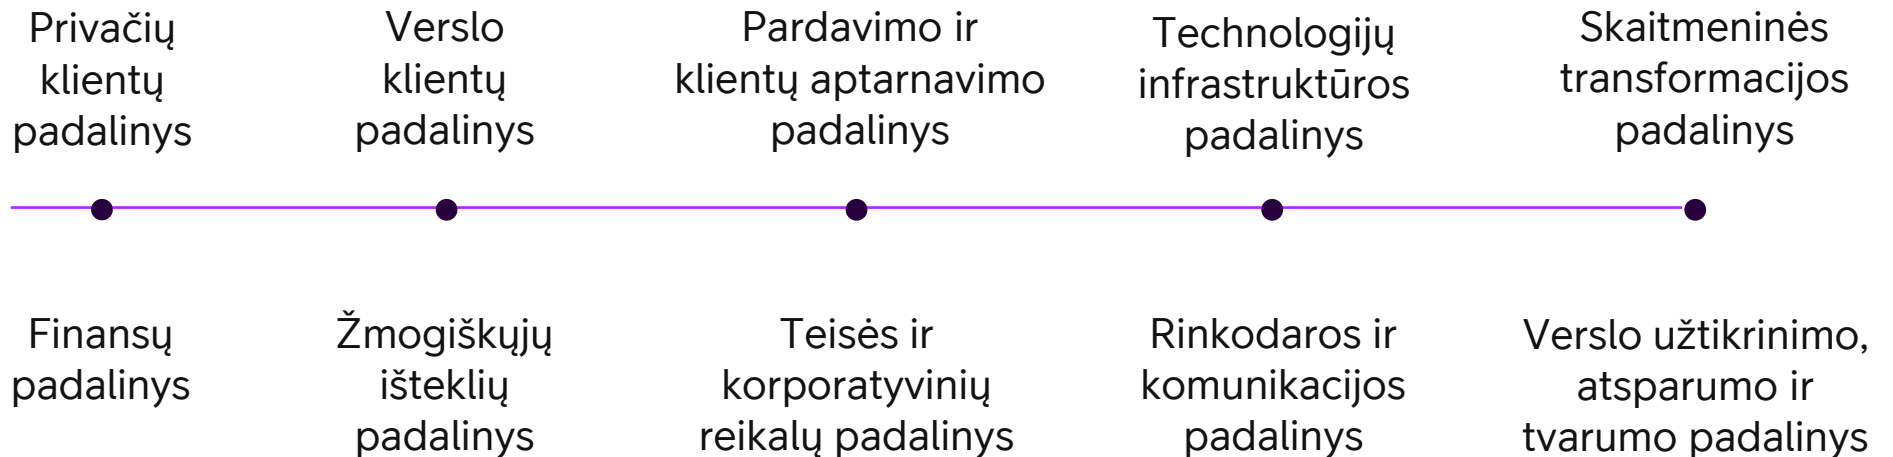 Privačių
klientų
padalinys
Verslo
klientų
padalinys
Pardavimo ir
klientų aptarnavimo
padalinys
Technologijų
infrastruktūros
padalinys
Skaitmeninės
transformacijos
padalinys
Finansų
padalinys
Žmogiškųjų
išteklių
padalinys
Teisės ir
korporatyvinių
reikalų padalinys
Rinkodaros ir
komunikacijos
padalinys
Verslo užtikrinimo,
atsparumo ir
tvarumo padalinys